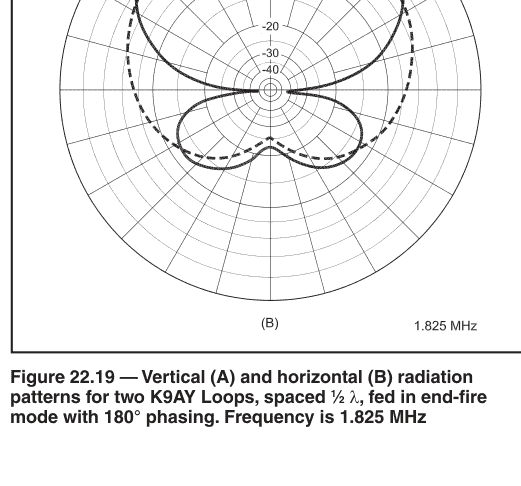 -20
-30
-40
(B)
1.825 MHz
Figure 22.19 — Vertical (A) and horizontal (B) radiation
patterns for two K9AY Loops, spaced ½ λ, fed in end-fire
mode with 180° phasing. Frequency is 1.825 MHz